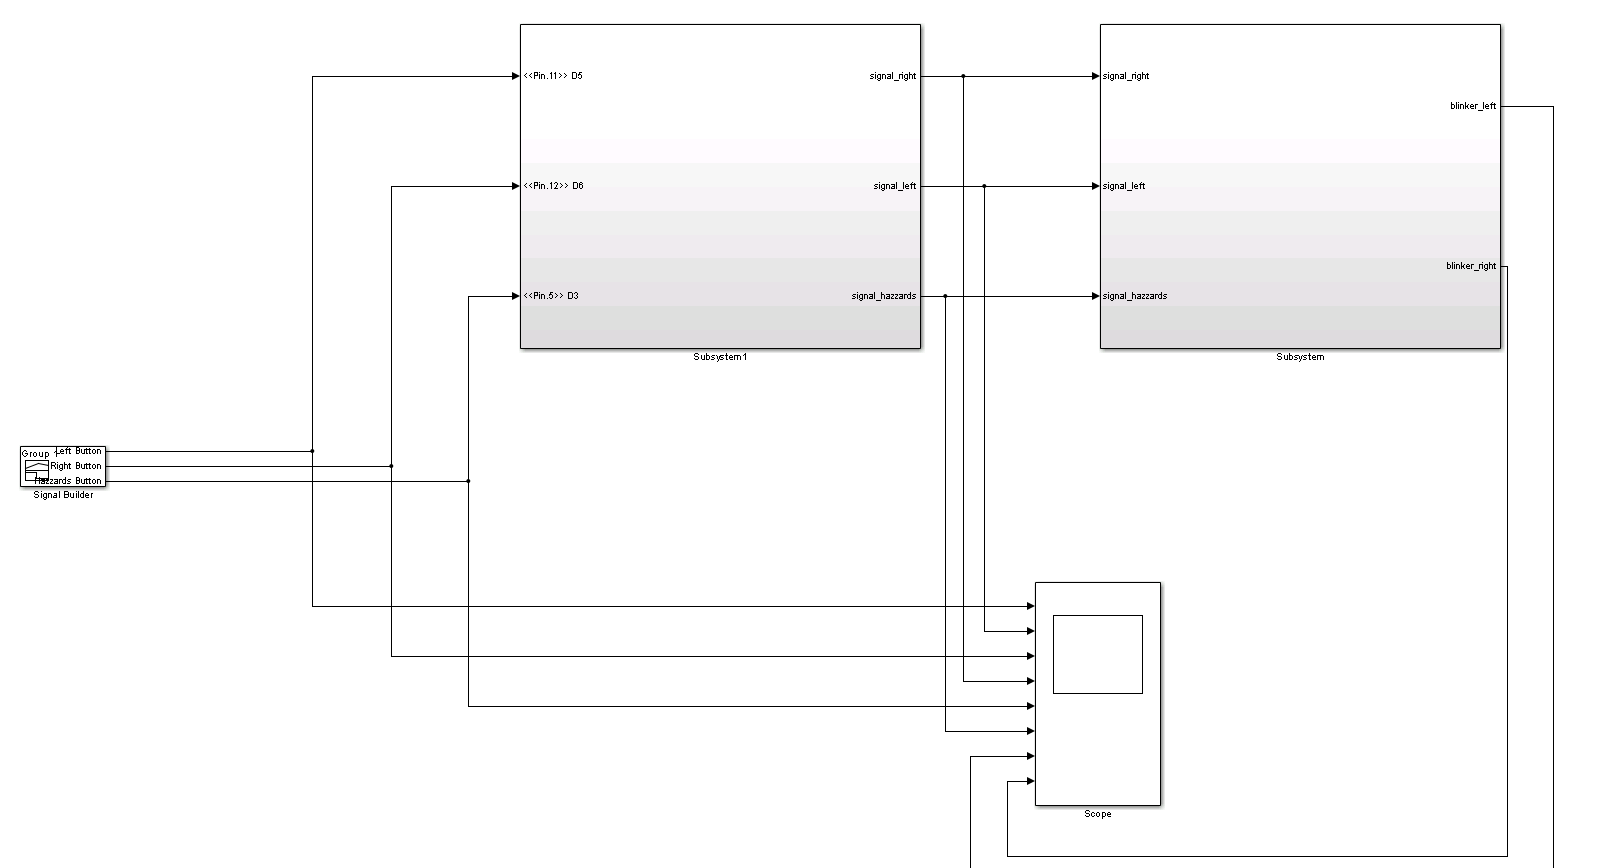 <<Pin.11>> D5
signal_right
signal_right
blinker_left
<<Pin.12>> D6
signal_left
signal_left
blinker_right
<<Pin.5>> D3
signal_hazzards
signal_hazzards
Subsystem1
Subsystem
Group
Left Button
Right Button
Hazzards Button
Signal Builder
Scope